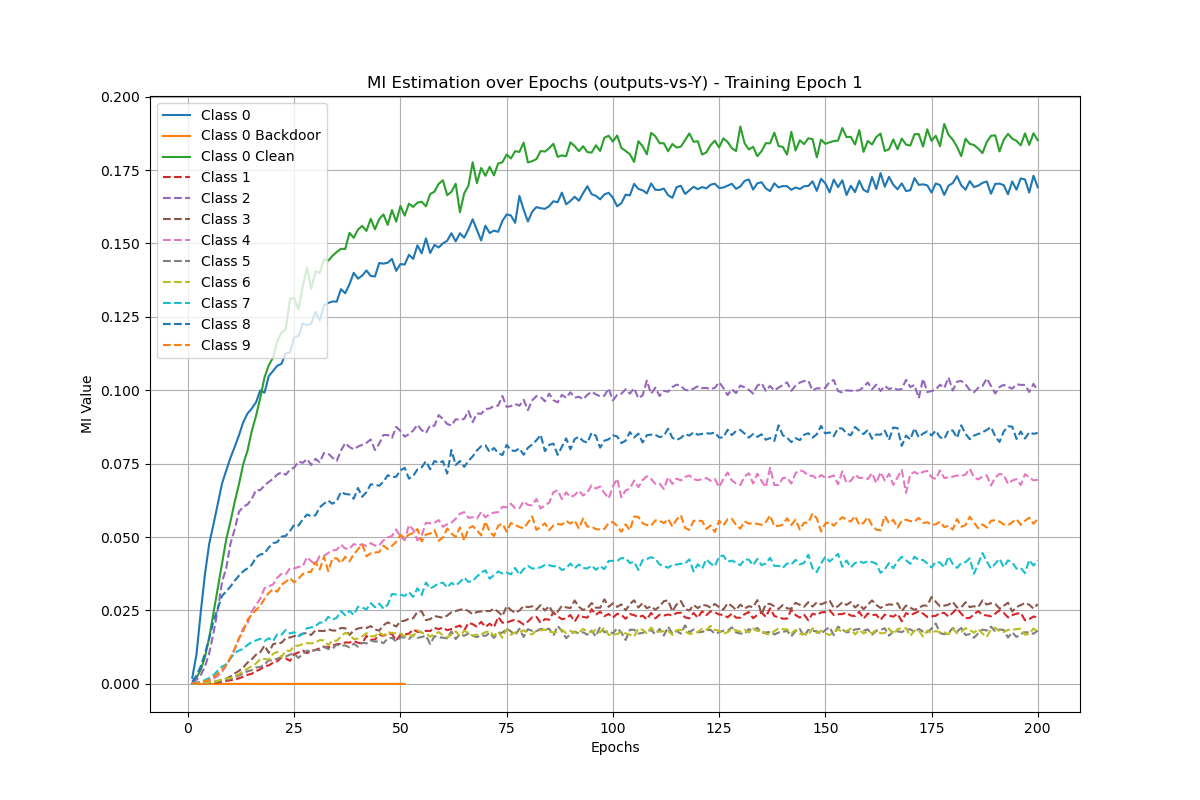 MI Estimation over Epochs (outputs-vs-Y) - Training Epoch 1
0.200
0.175
0.150
0.125
0.100
0.075
0.050
0.025
0.000
MI Value
Class 0
Class 0 Backdoor
Class 0 Clean
Class 1
Class 2
Class 3
Class 4
Class 5
Class 6
Class 7
Class 8
Class 9
0 25 50 75 100 125 150 175 200
Epochs